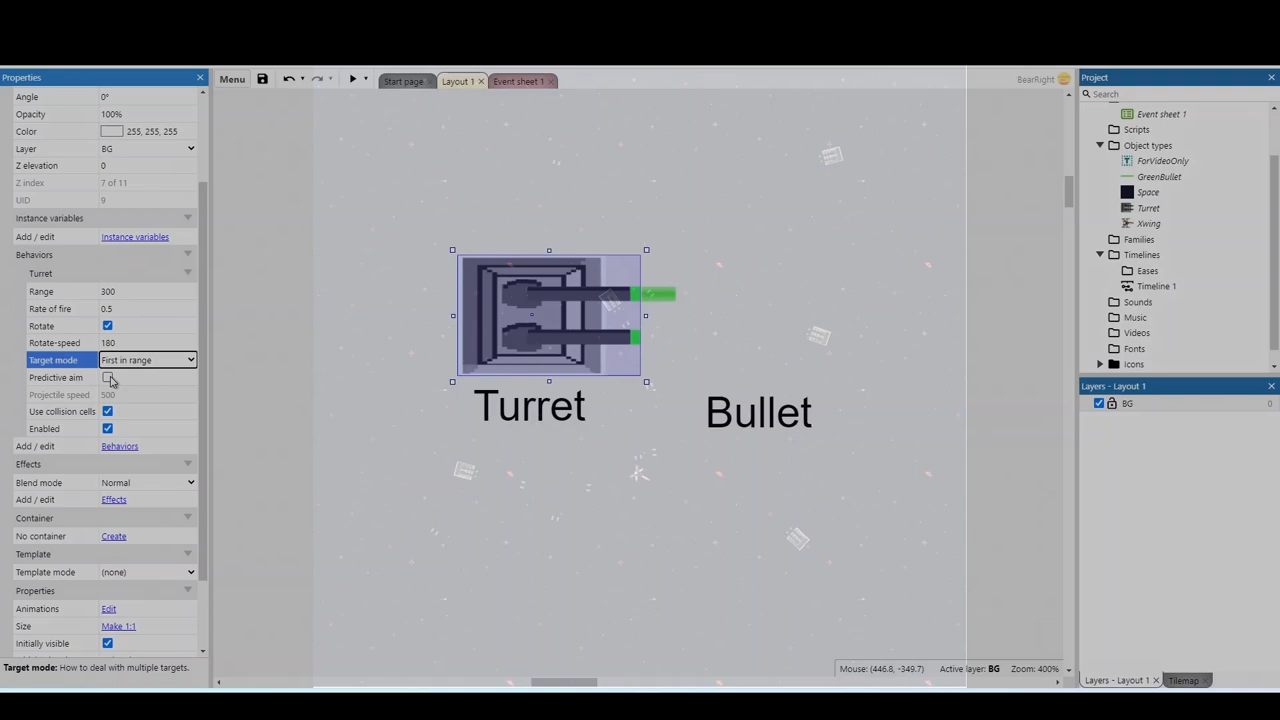 Properties
Angle 0°
Opacity 100%
Color 255, 255, 255
Layer BG
Z elevation 0
Z index 7 of 11
UID 9
Instance variables
Add / edit Instance variables
Behaviors
Turret
Range 300
Rate of fire 0.5
Rotate
Rotate-speed 180
Target mode First in range
Predictive aim
Projectile speed 500
Use collision cells
Enabled
Add / edit Behaviors
Effects
Blend mode Normal
Add / edit Effects
Container
No container Create
Template
Template mode (none)
Properties
Animations Edit
Size Make 1:1
Initially visible
Target mode: How to deal with multiple targets.
Menu
Start page Layout 1 Event sheet 1
BearRight
Turret
Bullet
Mouse: (446.8, -349.7) Active layer: BG Zoom: 400%
Project
Search
Event sheet 1
Scripts
Object types
ForVideoOnly
GreenBullet
Space
Turret
Xwing
Families
Timelines
Eases
Timeline 1
Sounds
Music
Videos
Fonts
Icons
Layers - Layout 1
BG 0
Layers - Layout 1 Tilemap